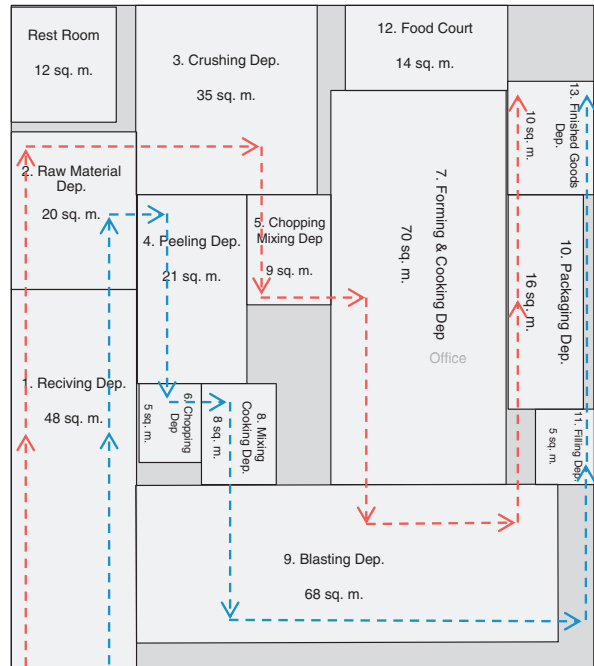 Rest Room
12 sq. m.
3. Crushing Dep.
35 sq. m.
12. Food Court
14 sq. m.
13. Finished Goods
Dep.
10 sq. m.
2. Raw Material
Dep.
20 sq. m.
4. Peeling Dep.
21 sq. m.
5. Chopping
Mixing Dep
9 sq. m.
7. Forming & Cooking Dep
70 sq. m.
Office
10. Packaging Dep.
16 sq. m.
1. Reciving Dep.
48 sq. m.
6. Chopping
Dep
5 sq. m.
8. Mixing
Cooking Dep.
8 sq. m.
11. Filling Dep.
5 sq. m.
9. Blasting Dep.
68 sq. m.